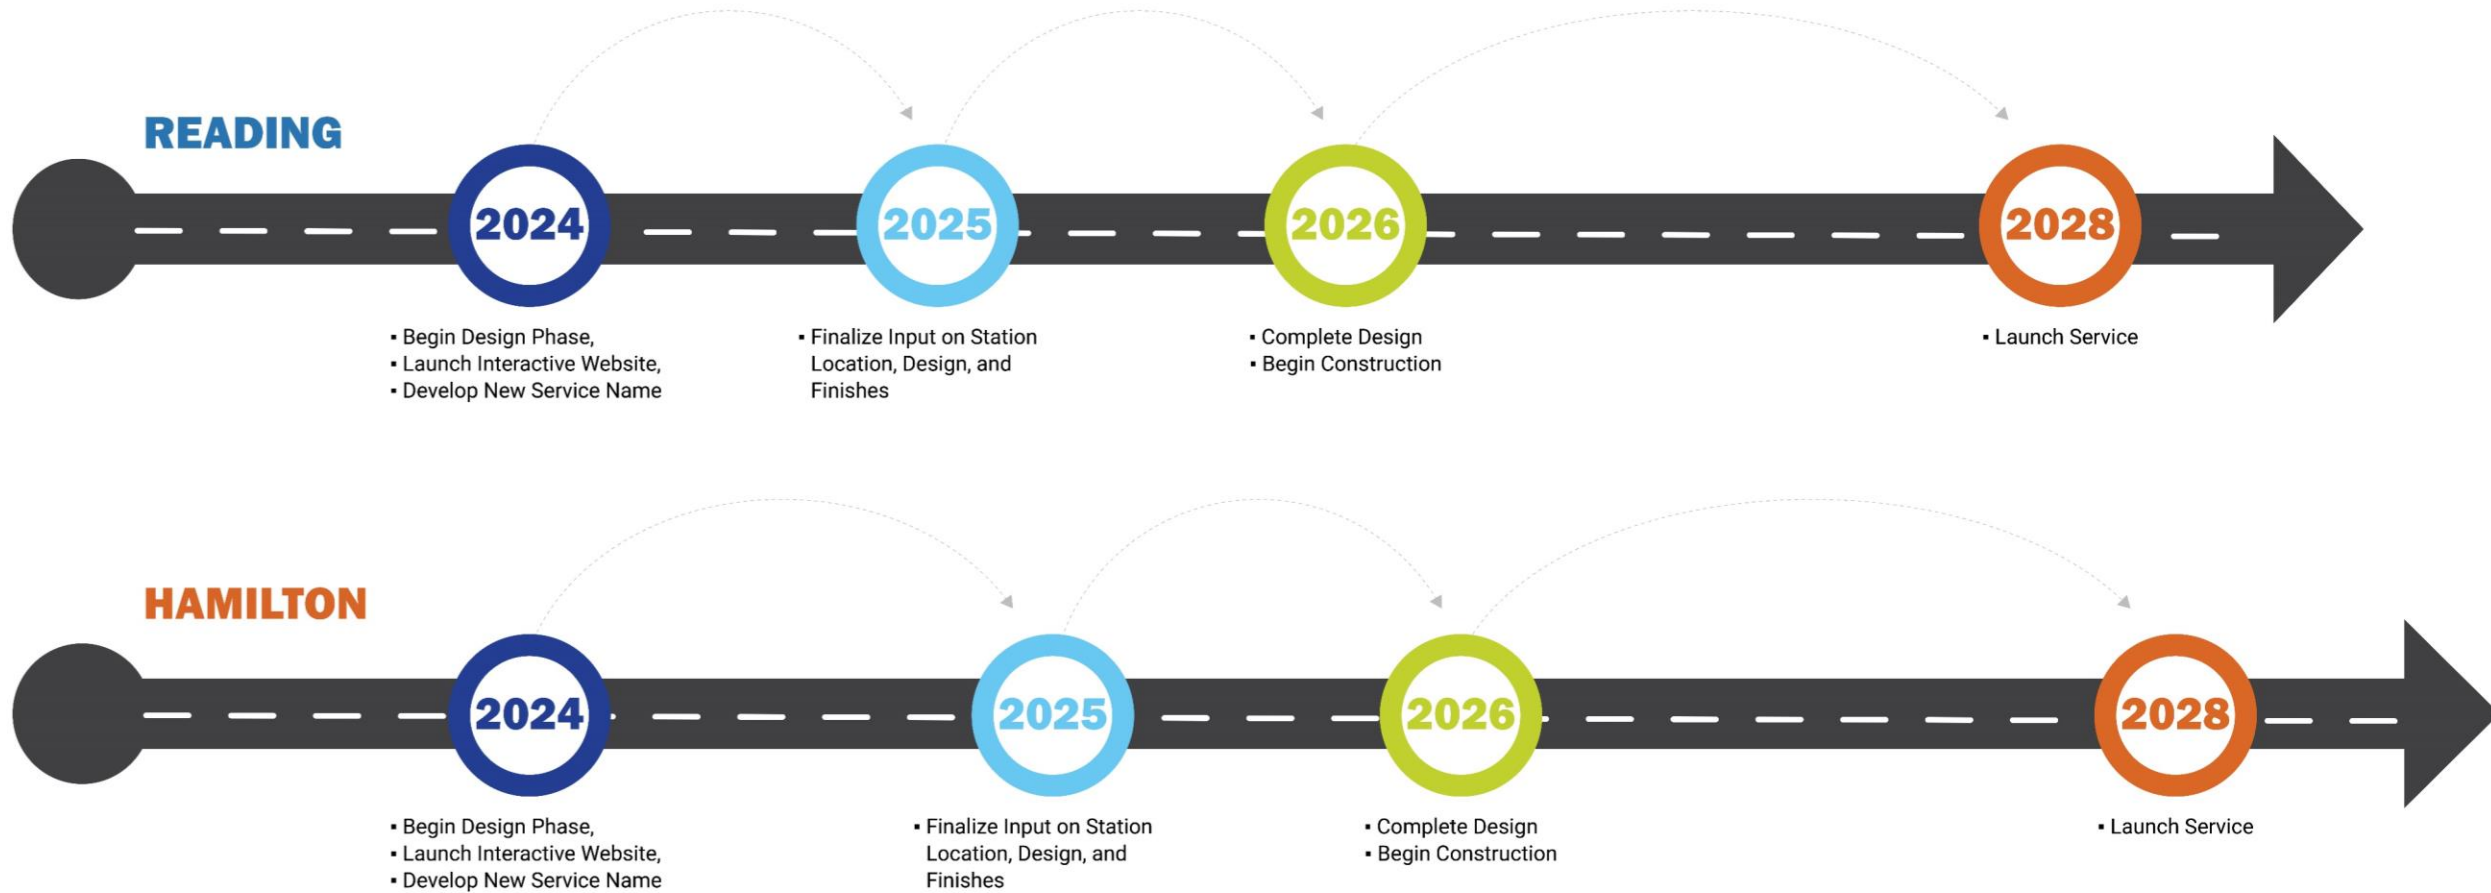 READING
2024
2025
2026
2028
▪ Begin Design Phase,
▪ Launch Interactive Website,
▪ Develop New Service Name
▪ Finalize Input on Station
Location, Design, and
Finishes
▪ Complete Design
▪ Begin Construction
▪ Launch Service
HAMILTON
2024
2025
2026
2028
▪ Begin Design Phase,
▪ Launch Interactive Website,
▪ Develop New Service Name
▪ Finalize Input on Station
Location, Design, and
Finishes
▪ Complete Design
▪ Begin Construction
▪ Launch Service